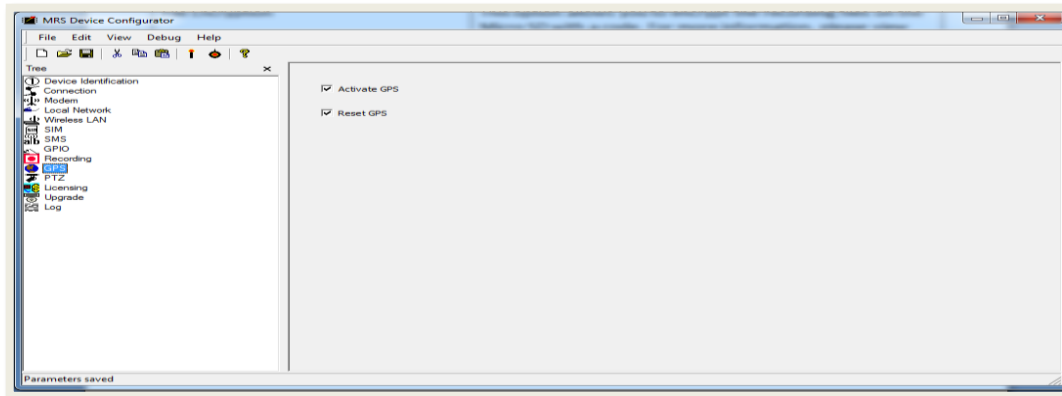 MRS Device Configurator
File Edit View Debug Help
Tree
Device Identification
Connection
Modem
Local Network
Wireless LAN
SIM
SMS
GPIO
Recording
GPS
PTZ
Licensing
Upgrade
Log
Activate GPS
Reset GPS
Parameters saved